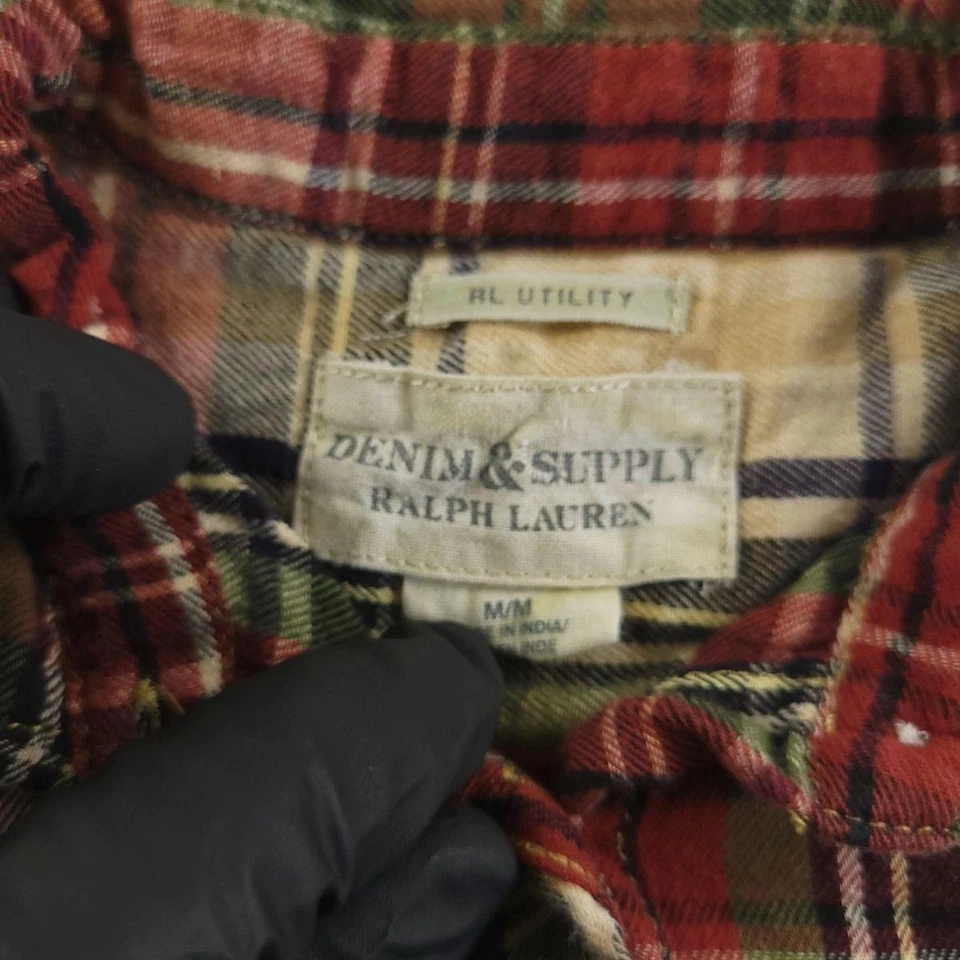 RL UTILITY
DENIM & SUPPLY
RALPH LAUREN
M/M
IN INDIA/
INDE